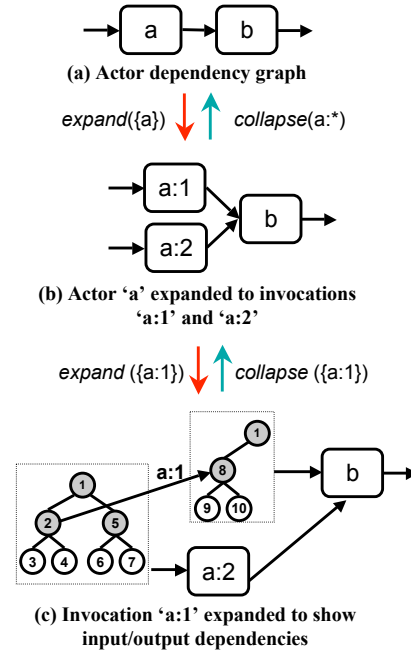 a b
(a) Actor dependency graph
expand({a}) collapse(a:*)
a:1
b
a:2
(b) Actor ‘a’ expanded to invocations
‘a:1’ and ‘a:2’
expand ({a:1}) collapse ({a:1})
1
a:1
8
b
1
2 5
9 10
3 4 6 7
a:2
(c) Invocation ‘a:1’ expanded to show
input/output dependencies